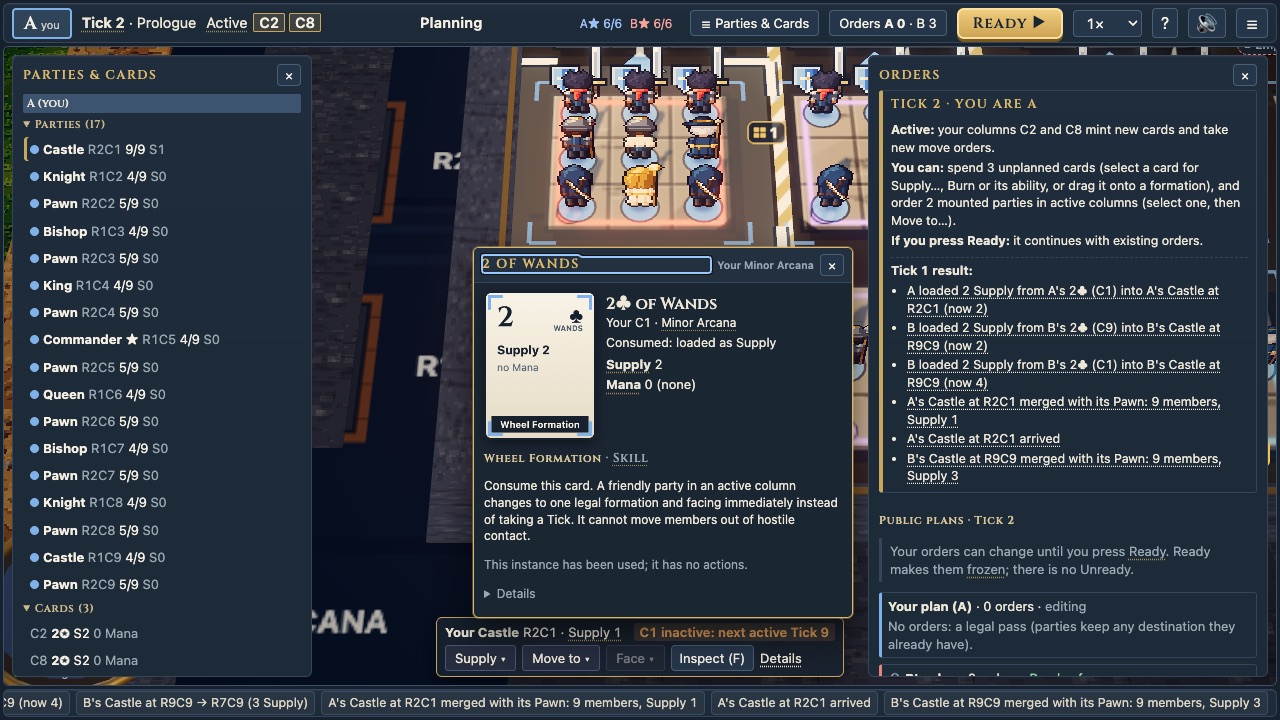 A you
Tick 2 · Prologue Active C2 C8
Planning
A★ 6/6 B★ 6/6
≡ Parties & Cards
Orders A 0 · B 3
READY ▶
1×
?
≡
PARTIES & CARDS
×
A (YOU)
▾ PARTIES (17)
Castle R2C1 9/9 S1
Knight R1C2 4/9 S0
Pawn R2C2 5/9 S0
Bishop R1C3 4/9 S0
Pawn R2C3 5/9 S0
King R1C4 4/9 S0
Pawn R2C4 5/9 S0
Commander ★ R1C5 4/9 S0
Pawn R2C5 5/9 S0
Queen R1C6 4/9 S0
Pawn R2C6 5/9 S0
Bishop R1C7 4/9 S0
Pawn R2C7 5/9 S0
Knight R1C8 4/9 S0
Pawn R2C8 5/9 S0
Castle R1C9 4/9 S0
Pawn R2C9 5/9 S0
▾ CARDS (3)
C2 2✪ S2 0 Mana
C8 2✪ S2 0 Mana
1
2 OF WANDS
Your Minor Arcana
×
2
♣
WANDS
Supply 2
no Mana
Wheel Formation
2♣ OF WANDS
Your C1 · Minor Arcana
Consumed: loaded as Supply
Supply 2
Mana 0 (none)
WHEEL FORMATION · SKILL
Consume this card. A friendly party in an active column
changes to one legal formation and facing immediately instead
of taking a Tick. It cannot move members out of hostile
contact.
This instance has been used; it has no actions.
▸ Details
Your Castle R2C1 · Supply 1 C1 inactive: next active Tick 9
Supply ▾
Move to ▾
Face ▾
Inspect (F)
Details
ORDERS
×
TICK 2 · YOU ARE A
Active: your columns C2 and C8 mint new cards and take
new move orders.
You can: spend 3 unplanned cards (select a card for
Supply…, Burn or its ability, or drag it onto a formation), and
order 2 mounted parties in active columns (select one, then
Move to…).
If you press Ready: it continues with existing orders.
Tick 1 result:
• A loaded 2 Supply from A's 2♣ (C1) into A's Castle at
R2C1 (now 2)
• B loaded 2 Supply from B's 2♣ (C9) into B's Castle at
R9C9 (now 2)
• B loaded 2 Supply from B's 2♣ (C1) into B's Castle at
R9C9 (now 4)
• A's Castle at R2C1 merged with its Pawn: 9 members,
Supply 1
• A's Castle at R2C1 arrived
• B's Castle at R9C9 merged with its Pawn: 9 members,
Supply 3
PUBLIC PLANS · TICK 2
Your orders can change until you press Ready. Ready
makes them frozen; there is no Unready.
Your plan (A) · 0 orders · editing
No orders: a legal pass (parties keep any destination they
already have).
C9 (now 4)
B's Castle at R9C9 → R7C9 (3 Supply)
A's Castle at R2C1 merged with its Pawn: 9 members, Supply 1
A's Castle at R2C1 arrived
B's Castle at R9C9 merged with its Pawn: 9 members, Supply 3